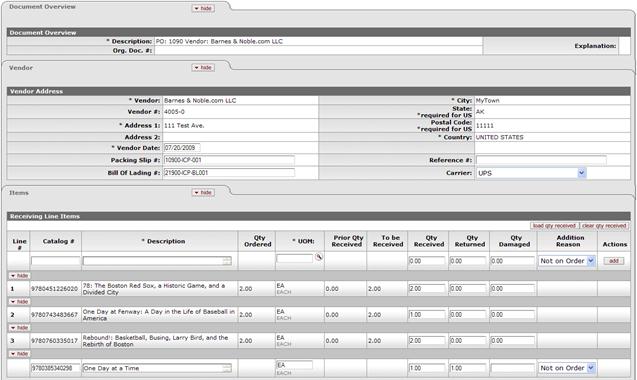 Document Overview ▼ hide
Document Overview
* Description: PO: 1090 Vendor: Barnes & Noble.com LLC
Explanation:
Org. Doc. #:
Vendor ▼ hide
Vendor Address
* Vendor: Barnes & Noble.com LLC * City: MyTown
Vendor #: 4005-0 State: *required for US AK
* Address 1: 111 Test Ave. Postal Code: *required for US 11111
Address 2: * Country: UNITED STATES
* Vendor Date: 07/20/2009
Packing Slip #: 10900-ICP-001 Reference #:
Bill Of Lading #: 21900-ICP-BL001 Carrier: UPS
Items ▼ hide
Receiving Line Items
load qty received clear qty received
Line # Catalog # * Description Qty Ordered * UOM: Prior Qty Received To be Received Qty Received Qty Returned Qty Damaged Addition Reason Actions
0.00 0.00 0.00 Not on Order add
▼ hide
1 9780451226020 78: The Boston Red Sox, a Historic Game, and a Divided City 2.00 EA EACH 0.00 2.00 2.00 0.00 0.00
▼ hide
2 9780743483667 One Day at Fenway: A Day in the Life of Baseball in America 2.00 EA EACH 0.00 2.00 2.00 0.00 0.00
▼ hide
3 9780760335017 Rebound!: Basketball, Busing, Larry Bird, and the Rebirth of Boston 2.00 EA EACH 0.00 2.00 2.00 0.00 0.00
▼ hide
9780385340298 One Day at a Time EA EACH 1.00 1.00 Not on Order